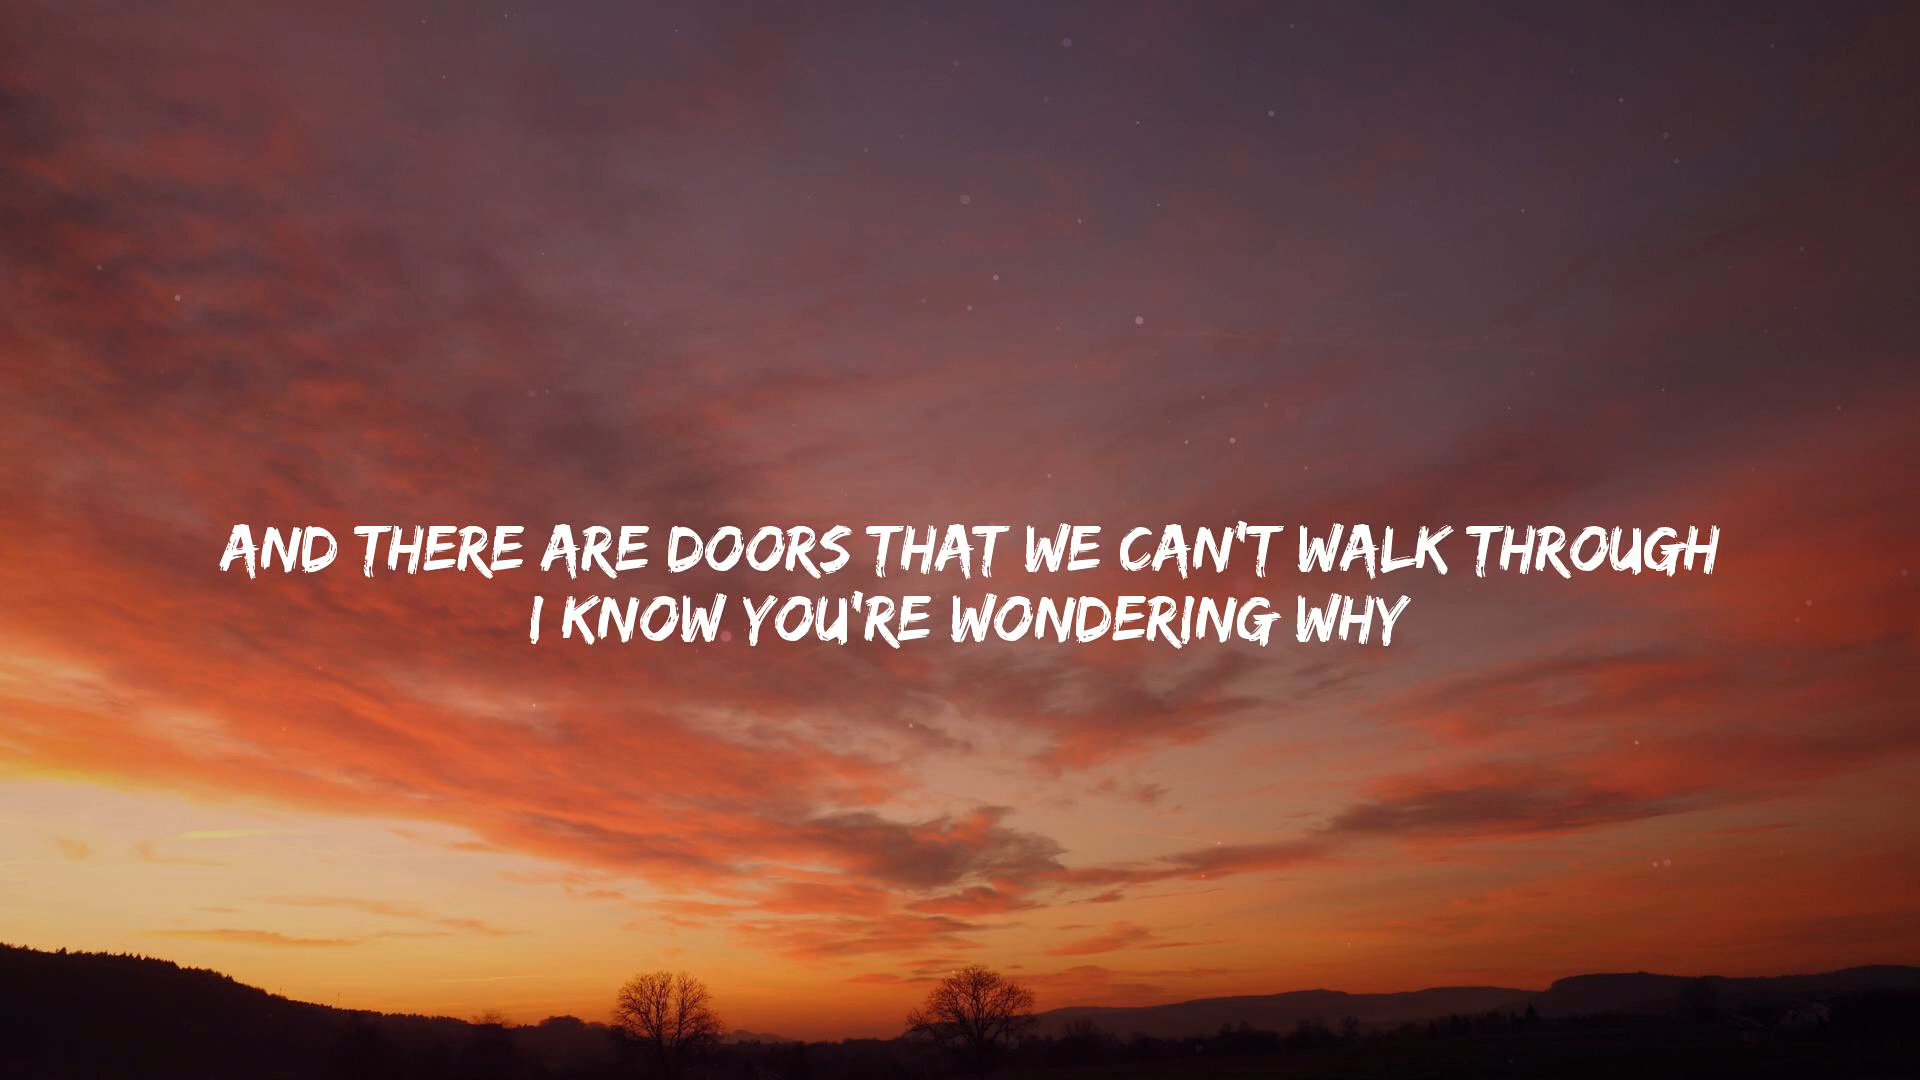 AND THERE ARE DOORS THAT WE CAN'T WALK THROUGH
I KNOW YOU'RE WONDERING WHY